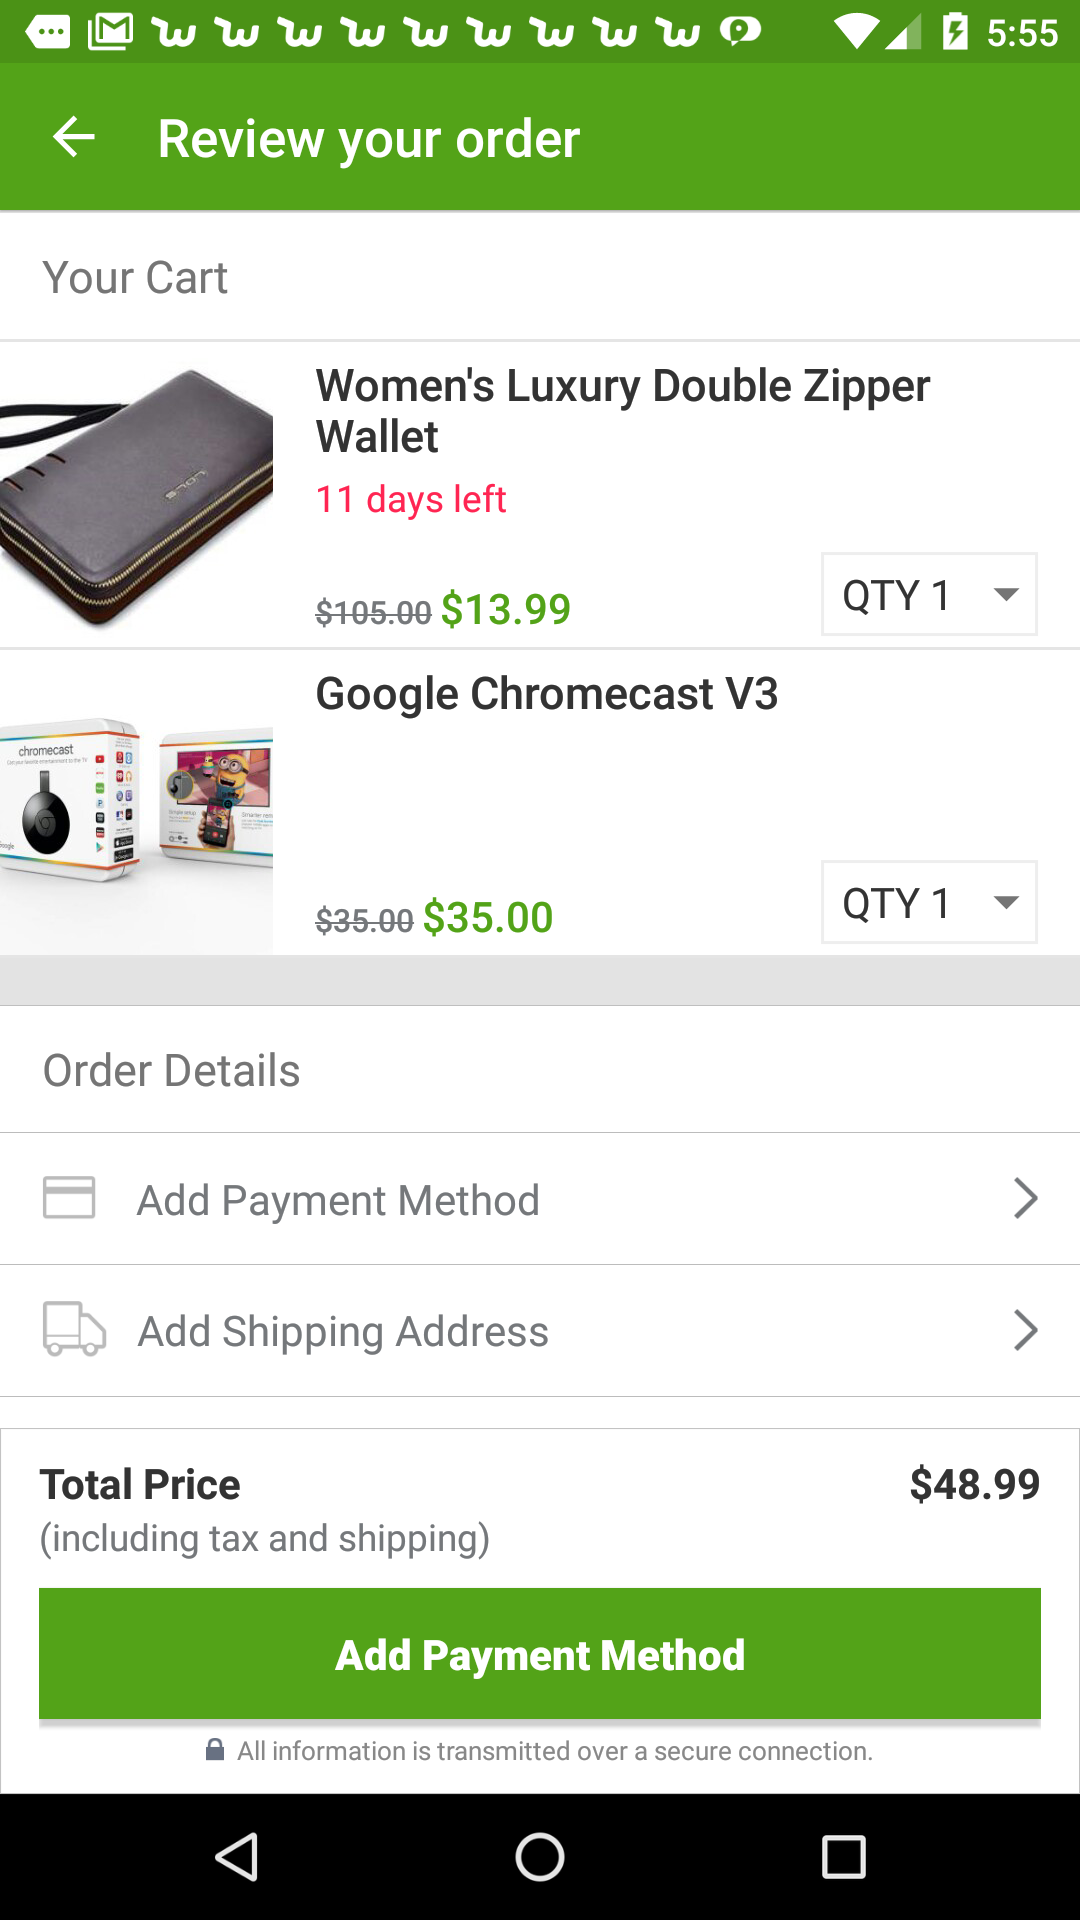 5:55
Review your order
Your Cart
Women's Luxury Double Zipper
Wallet
11 days left
$105.00 $13.99
QTY 1
Google Chromecast V3
chromecast
$35.00 $35.00
QTY 1
Order Details
Add Payment Method
Add Shipping Address
Total Price
$48.99
(including tax and shipping)
Add Payment Method
All information is transmitted over a secure connection.